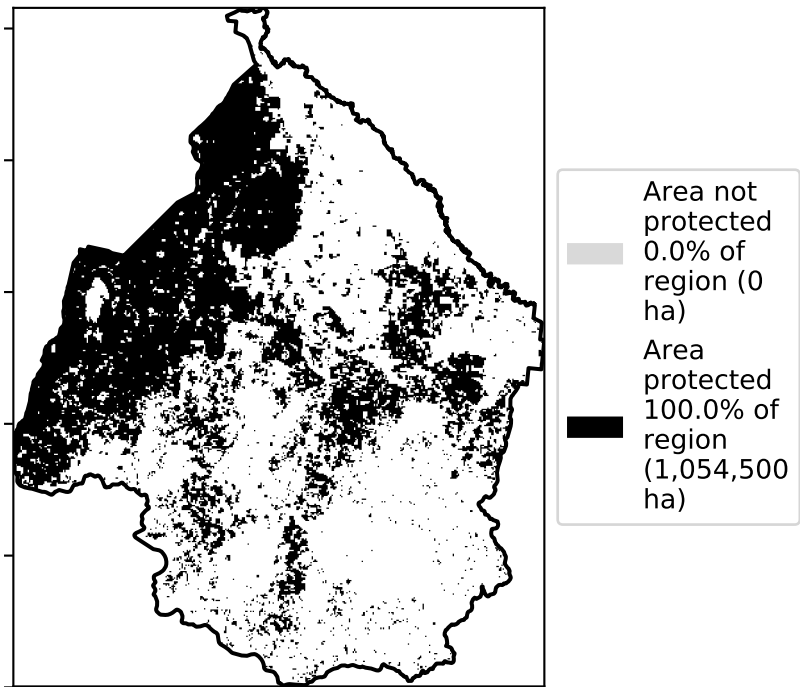 Area not
protected
0.0% of
region (0
ha)
Area
protected
100.0% of
region
(1,054,500
ha)